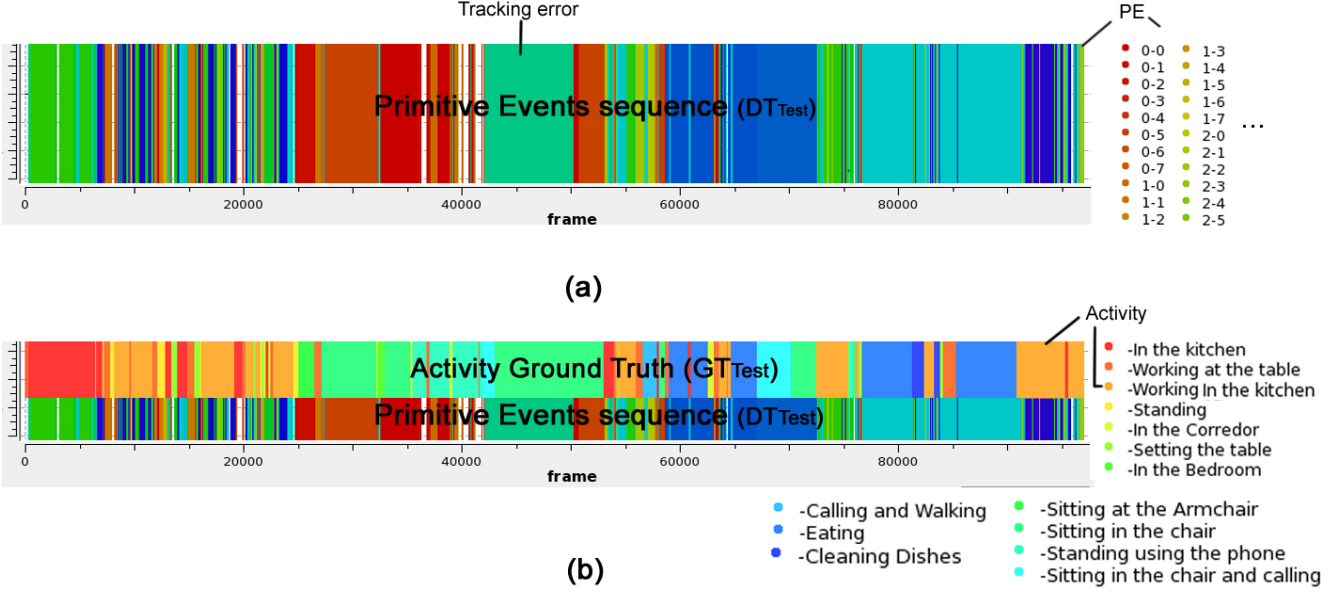 Tracking error
PE
Primitive Events sequence (DTTest)
0-0
0-1
0-2
0-3
0-4
0-5
0-6
0-7
1-0
1-1
1-2
1-3
1-4
1-5
1-6
1-7
2-0
2-1
2-2
2-3
2-4
2-5
...
0 20000 40000 60000 80000
frame
(a)
Activity
Activity Ground Truth (GTTest)
Primitive Events sequence (DTTest)
-In the kitchen
-Working at the table
-Working In the kitchen
-Standing
-In the Corredor
-Setting the table
-In the Bedroom
0 20000 40000 60000 80000
frame
-Calling and Walking
-Eating
-Cleaning Dishes
-Sitting at the Armchair
-Sitting in the chair
-Standing using the phone
-Sitting in the chair and calling
(b)